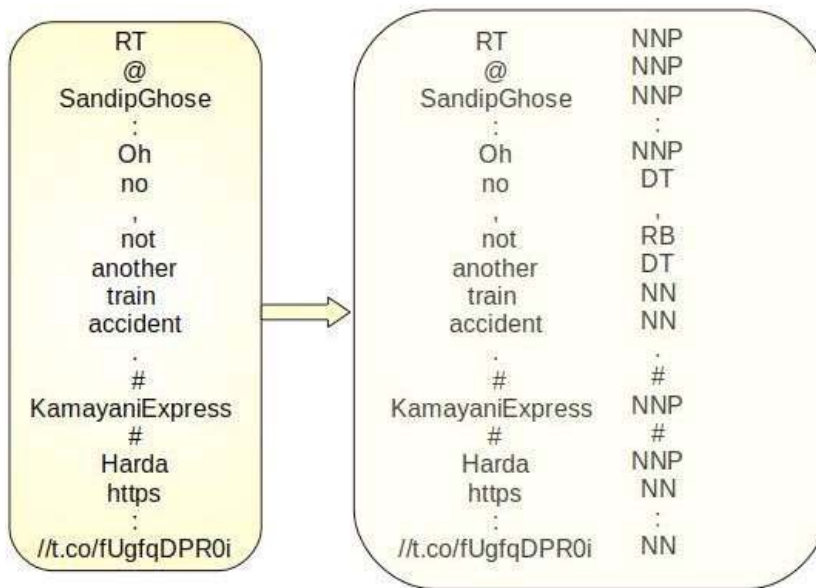 RT
@
SandipGhose
:
Oh
no
,
not
another
train
accident
.
#
KamayaniExpress
#
Harda
https
:
//t.co/fUgfqDPR0i
RT NNP
@ NNP
SandipGhose NNP
: :
Oh NNP
no DT
, ,
not RB
another DT
train NN
accident NN
. .
# #
KamayaniExpress NNP
# #
Harda NNP
https NN
: :
//t.co/fUgfqDPR0i NN